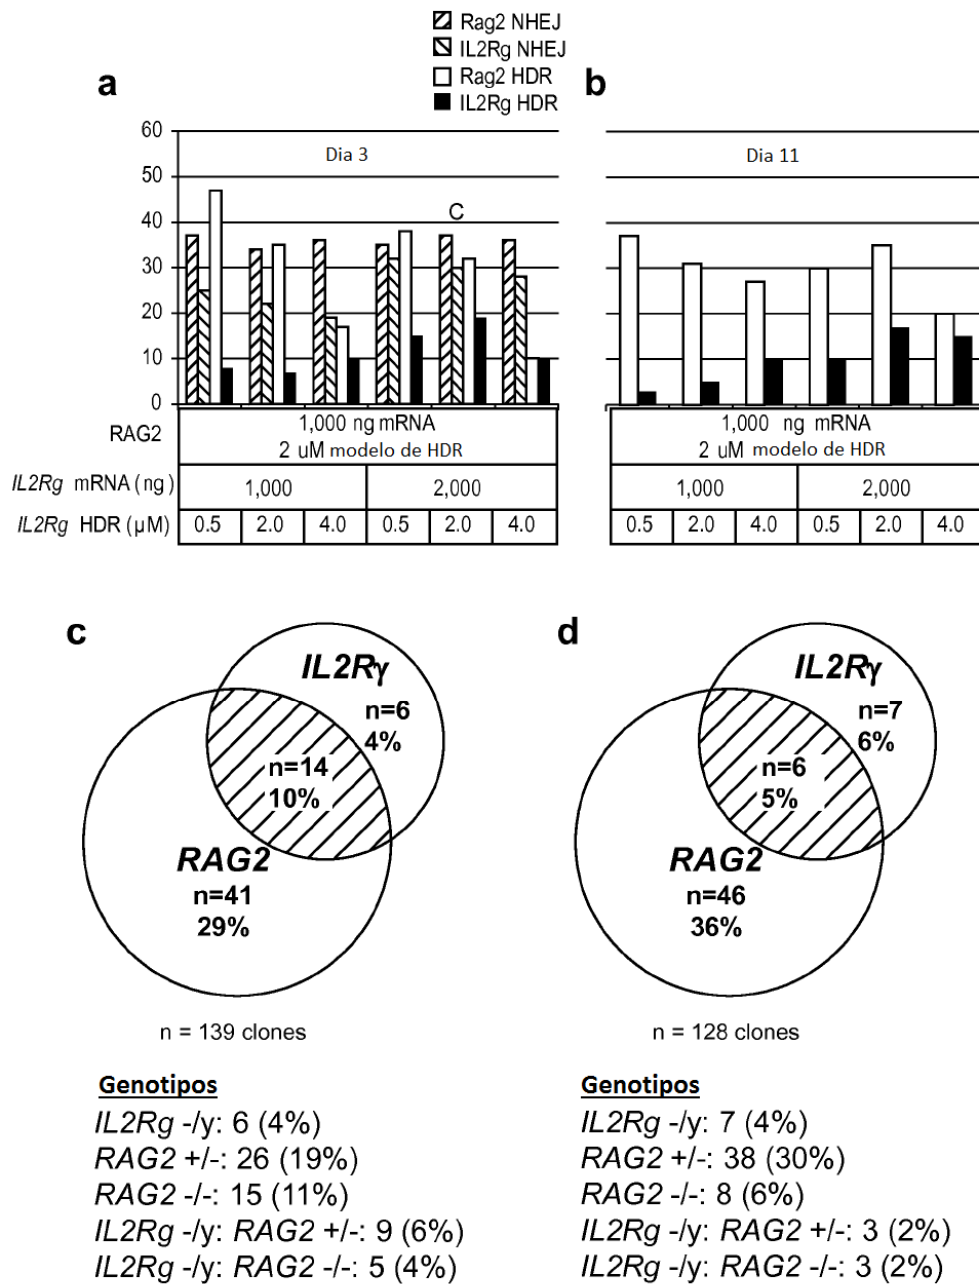 Rag2 NHEJ
IL2Rg NHEJ
Rag2 HDR
IL2Rg HDR
a
b
60
50
40
30
20
10
0
Dia 3
C
Dia 11
RAG2
1,000 ng mRNA
2 uM modelo de HDR
1,000 ng mRNA
2 uM modelo de HDR
IL2Rg mRNA (ng)
1,000
2,000
1,000
2,000
IL2Rg HDR (µM)
0.5
2.0
4.0
0.5
2.0
4.0
0.5
2.0
4.0
0.5
2.0
4.0
c
IL2Rγ
n=6
4%
n=14
10%
RAG2
n=41
29%
n = 139 clones
Genotipos
IL2Rg -/y: 6 (4%)
RAG2 +/-: 26 (19%)
RAG2 -/-: 15 (11%)
IL2Rg -/y: RAG2 +/-: 9 (6%)
IL2Rg -/y: RAG2 -/-: 5 (4%)
d
IL2Rγ
n=7
6%
n=6
5%
RAG2
n=46
36%
n = 128 clones
Genotipos
IL2Rg -/y: 7 (4%)
RAG2 +/-: 38 (30%)
RAG2 -/-: 8 (6%)
IL2Rg -/y: RAG2 +/-: 3 (2%)
IL2Rg -/y: RAG2 -/-: 3 (2%)